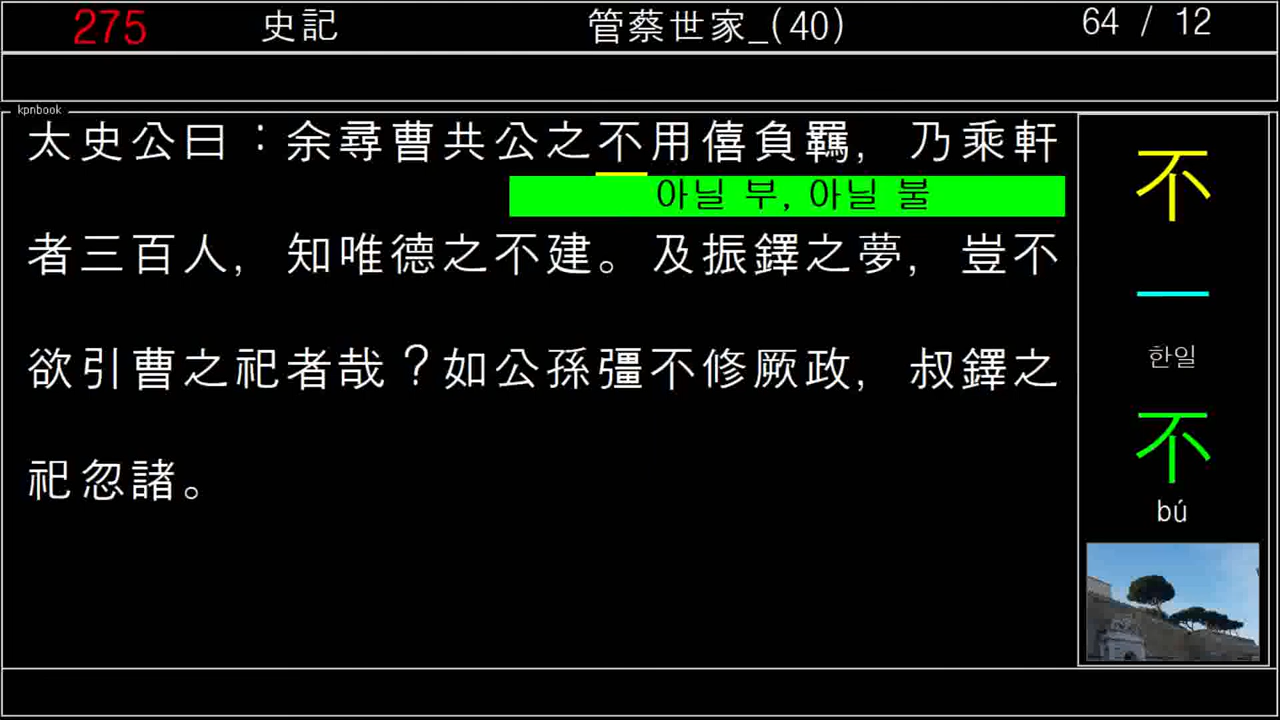 275 史記 管蔡世家_(40) 64 / 12
kpnbook
太史公曰：余尋曹共公之不用僖負羈，乃乘軒
아닐 부, 아닐 불
者三百人，知唯德之不建。及振鐸之夢，豈不
欲引曹之祀者哉？如公孫彊不修厥政，叔鐸之
祀忽諸。
不
一
한일
不
bú